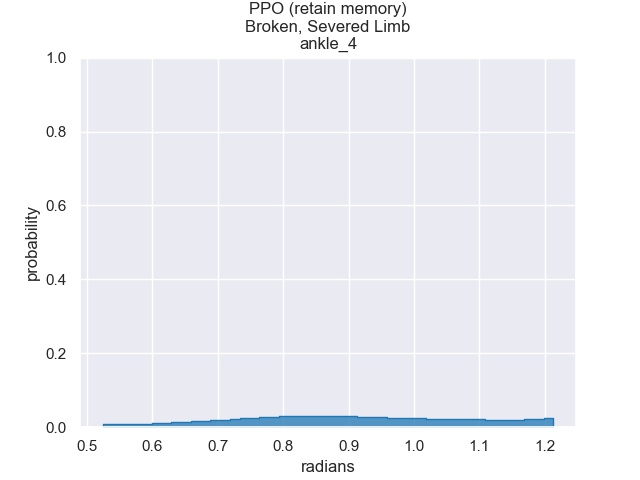 PPO (retain memory)
Broken, Severed Limb
ankle_4
1.0
0.8
0.6
0.4
0.2
0.0
probability
0.5 0.6 0.7 0.8 0.9 1.0 1.1 1.2
radians